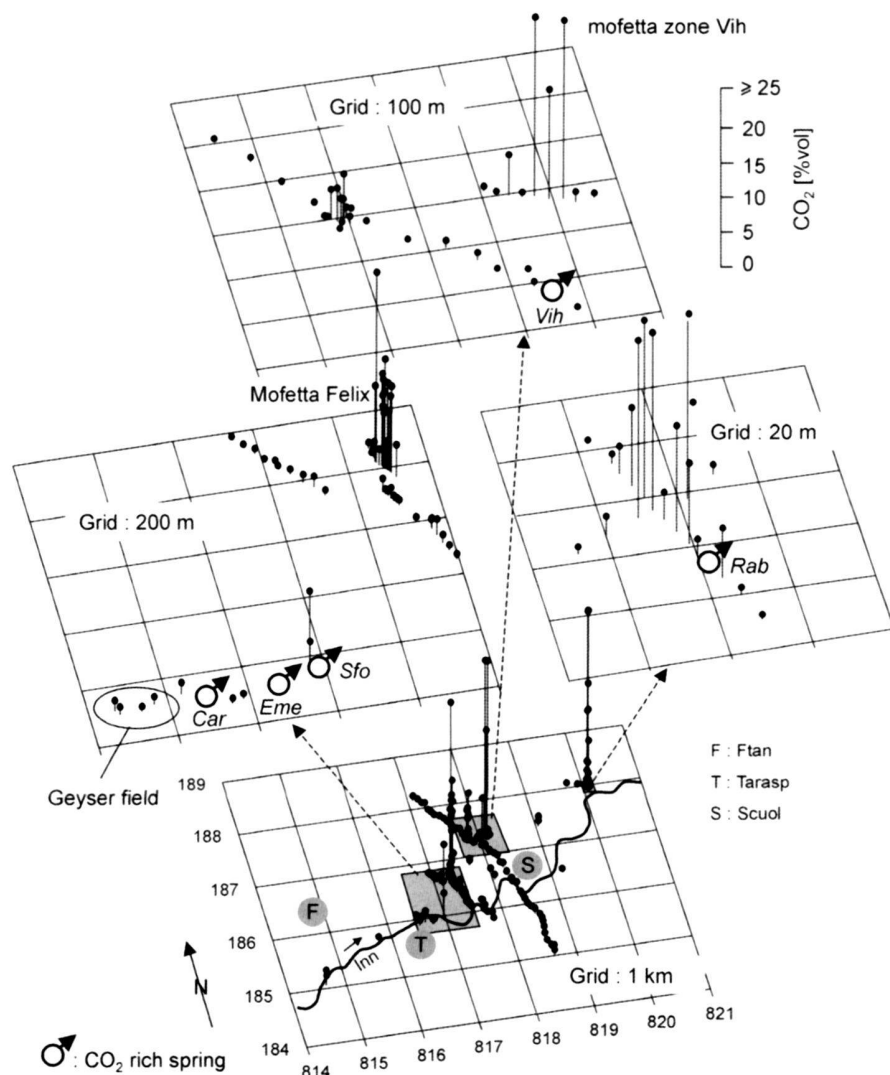 mofetta zone Vih
Grid : 100 m
⩾ 25
20
15
10
5
0
CO₂ [%vol]
Vih
Mofetta Felix
Grid : 200 m
Grid : 20 m
Rab
Sfo
Eme
Car
Geyser field
F : Ftan
T : Tarasp
S : Scuol
189
188
187
186
185
184
F
T
S
Inn
N
Grid : 1 km
814
815
816
817
818
819
820
821
: CO₂ rich spring